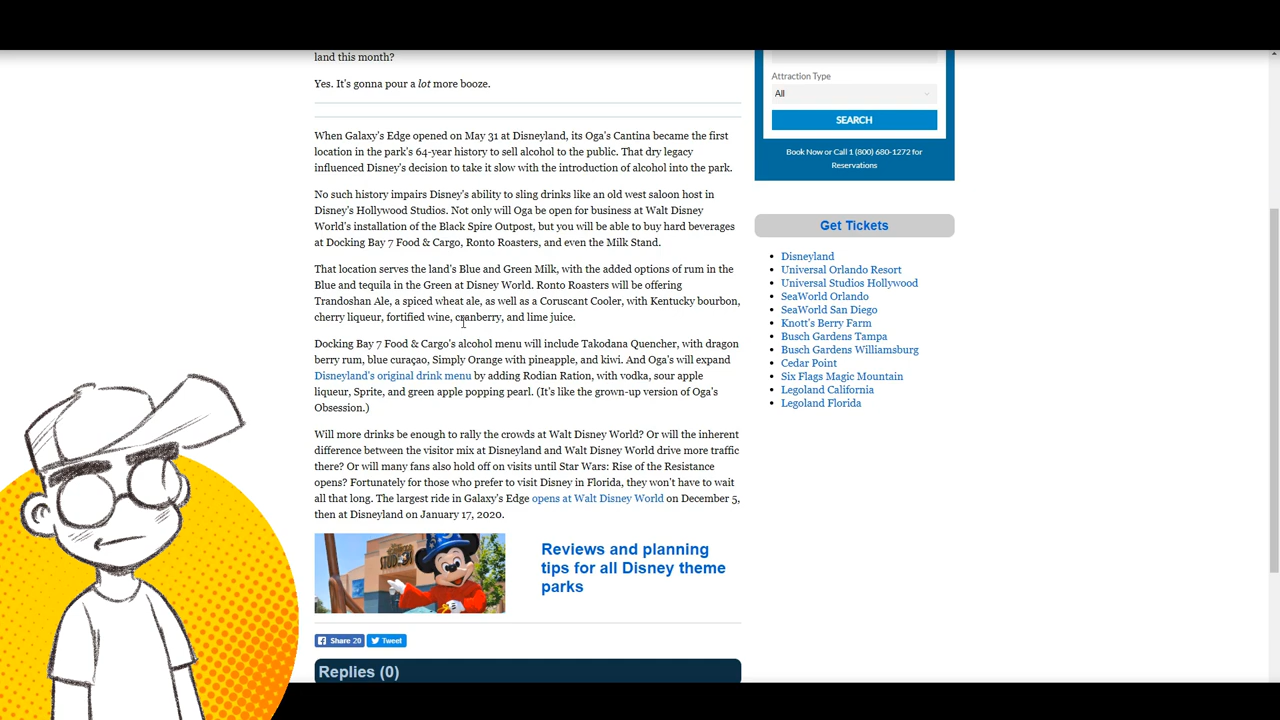 land this month?
Yes. It's gonna pour a lot more booze.
When Galaxy's Edge opened on May 31 at Disneyland, its Oga's Cantina became the first
location in the park's 64-year history to sell alcohol to the public. That dry legacy
influenced Disney's decision to take it slow with the introduction of alcohol into the park.
No such history impairs Disney's ability to sling drinks like an old west saloon host in
Disney's Hollywood Studios. Not only will Oga be open for business at Walt Disney
World's installation of the Black Spire Outpost, but you will be able to buy hard beverages
at Docking Bay 7 Food & Cargo, Ronto Roasters, and even the Milk Stand.
That location serves the land's Blue and Green Milk, with the added options of rum in the
Blue and tequila in the Green at Disney World. Ronto Roasters will be offering
Trandoshan Ale, a spiced wheat ale, as well as a Coruscant Cooler, with Kentucky bourbon,
cherry liqueur, fortified wine, cranberry, and lime juice.
Docking Bay 7 Food & Cargo's alcohol menu will include Takodana Quencher, with dragon
berry rum, blue curaçao, Simply Orange with pineapple, and kiwi. And Oga's will expand
Disneyland's original drink menu by adding Rodian Ration, with vodka, sour apple
liqueur, Sprite, and green apple popping pearl. (It's like the grown-up version of Oga's
Obsession.)
Will more drinks be enough to rally the crowds at Walt Disney World? Or will the inherent
difference between the visitor mix at Disneyland and Walt Disney World drive more traffic
there? Or will many fans also hold off on visits until Star Wars: Rise of the Resistance
opens? Fortunately for those who prefer to visit Disney in Florida, they won't have to wait
all that long. The largest ride in Galaxy's Edge opens at Walt Disney World on December 5,
then at Disneyland on January 17, 2020.
Reviews and planning
tips for all Disney theme
parks
Share 20 Tweet
Replies (0)
Attraction Type
All
SEARCH
Book Now or Call 1 (800) 680-1272 for
Reservations
Get Tickets
Disneyland
Universal Orlando Resort
Universal Studios Hollywood
SeaWorld Orlando
SeaWorld San Diego
Knott's Berry Farm
Busch Gardens Tampa
Busch Gardens Williamsburg
Cedar Point
Six Flags Magic Mountain
Legoland California
Legoland Florida